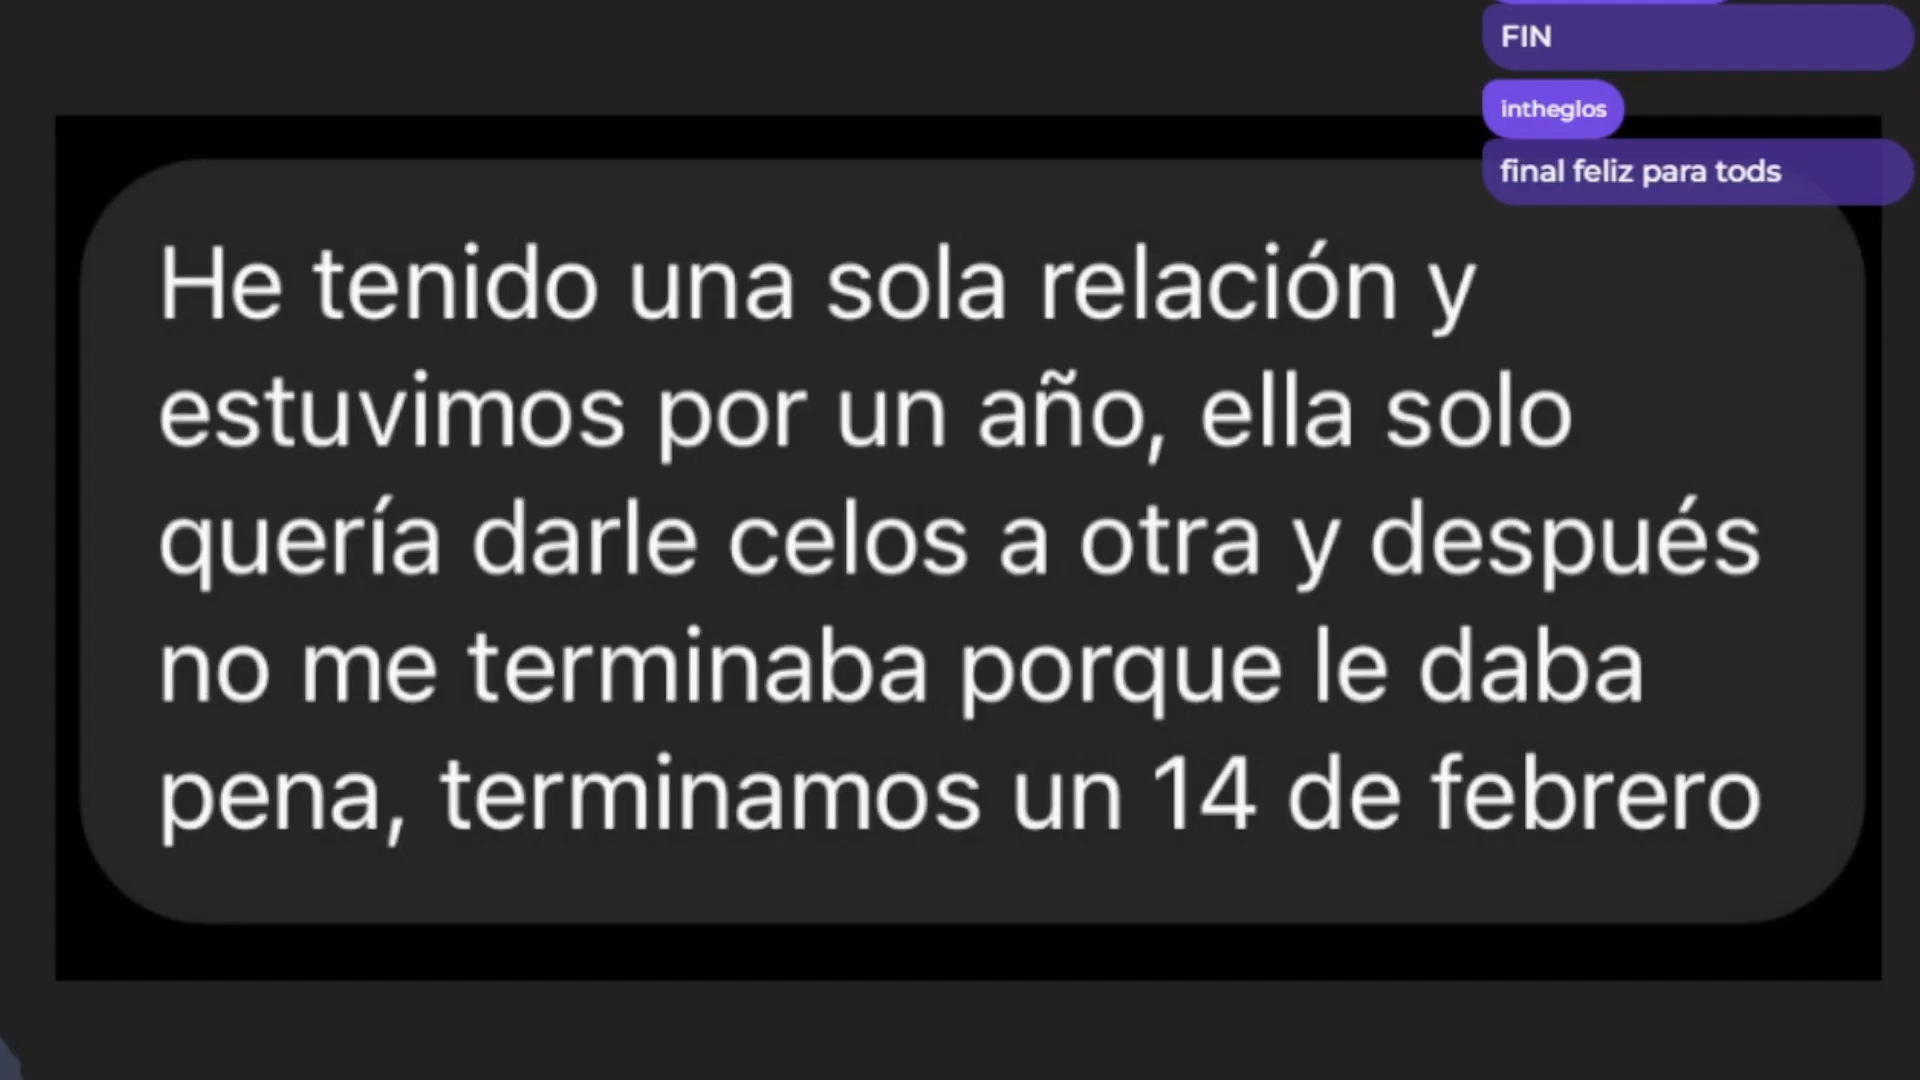 FIN
intheglos
final feliz para tods
He tenido una sola relación y
estuvimos por un año, ella solo
quería darle celos a otra y después
no me terminaba porque le daba
pena, terminamos un 14 de febrero